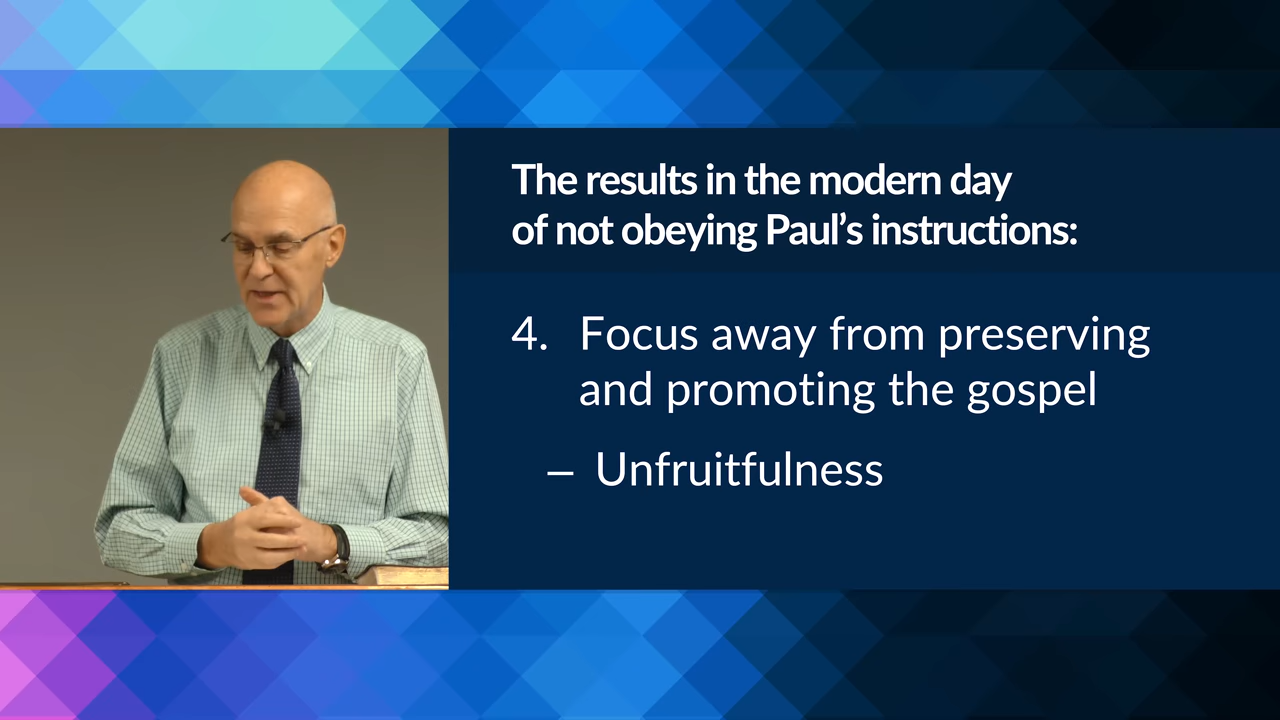 The results in the modern day
of not obeying Paul’s instructions:
4. Focus away from preserving
and promoting the gospel
– Unfruitfulness